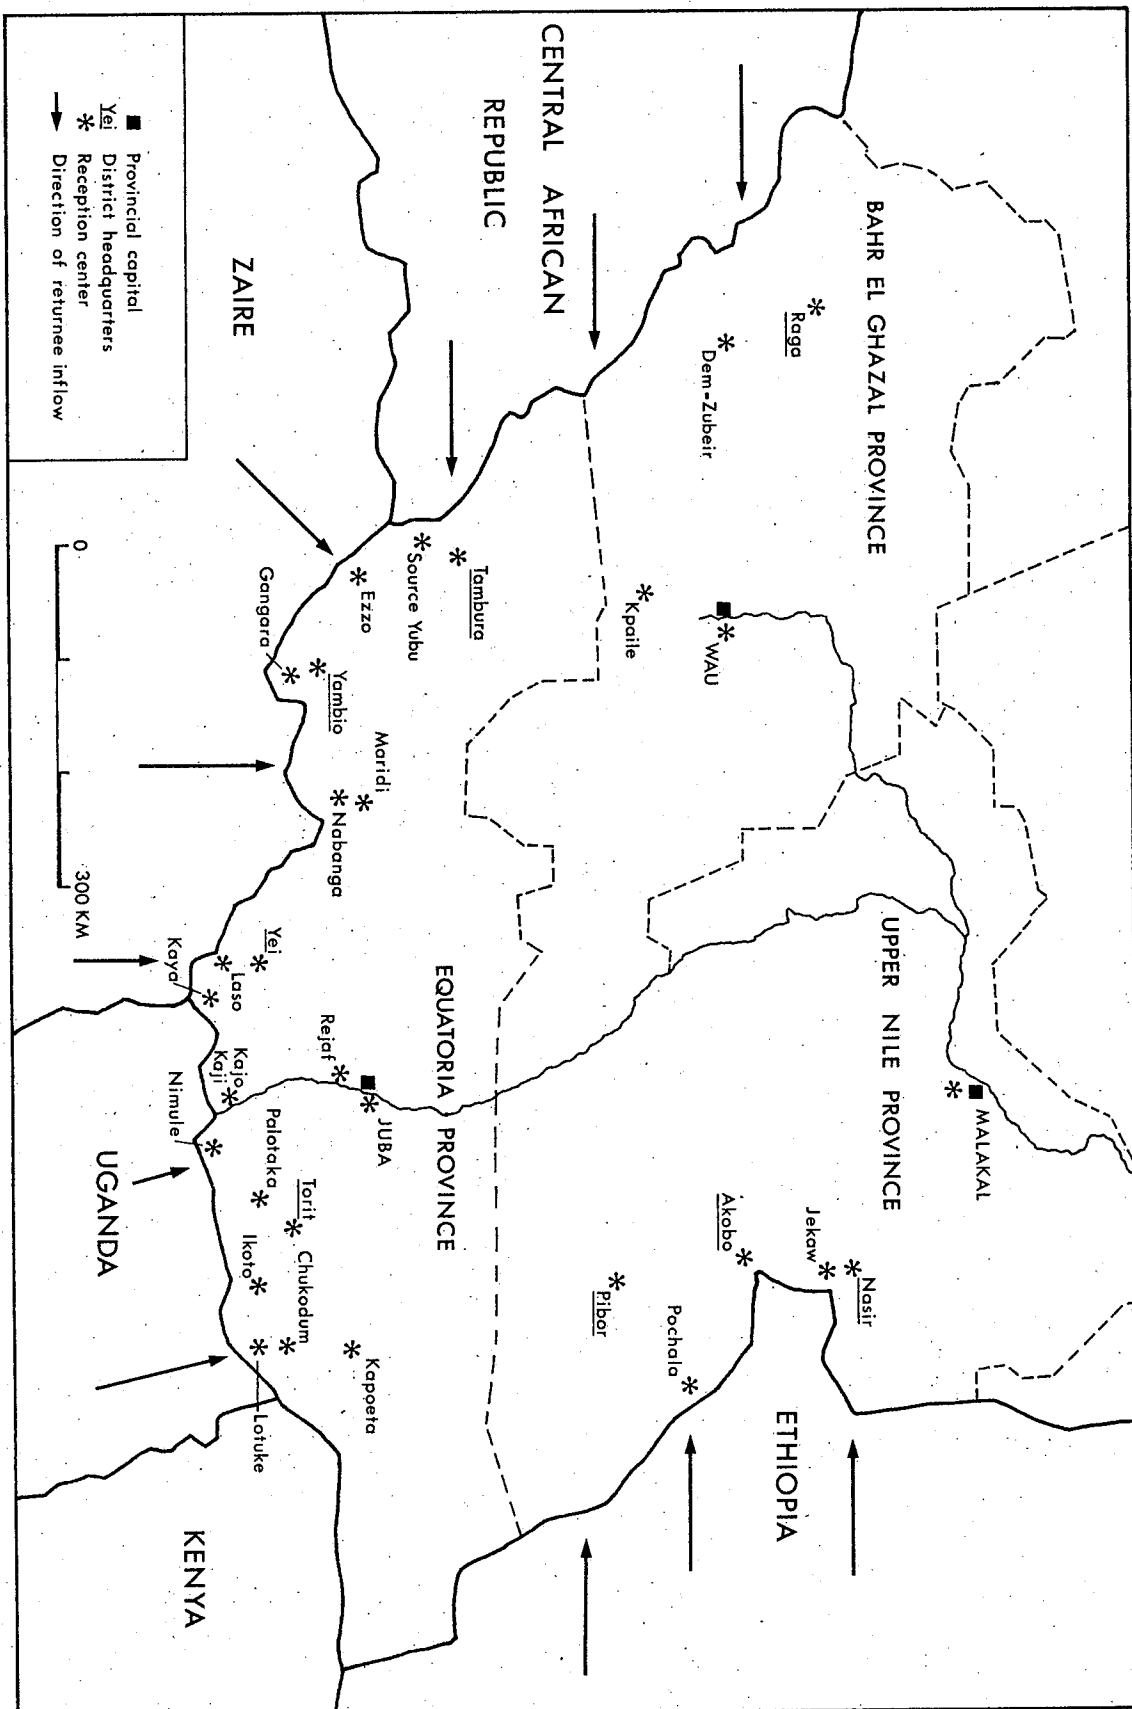 CENTRAL AFRICAN
REPUBLIC
BAHR EL GHAZAL PROVINCE
Raga
Dem-Zubeir
WAU
Kpaile
UPPER NILE PROVINCE
MALAKAL
Nasir
Jekaw
Akobo
Pibor
Pochala
ETHIOPIA
EQUATORIA PROVINCE
Tambura
Source Yubu
Ezzo
Yambio
Gangara
Maridi
Nabanga
Yei
Laso
Kaya
Rejaf
JUBA
Kajo
Kaji
Nimule
Palotaka
Torit
Ikoto
Chukodum
Kapoeta
Lotuke
ZAIRE
UGANDA
KENYA
Provincial capital
Yei District headquarters
Reception center
Direction of returnee inflow
0 300 KM